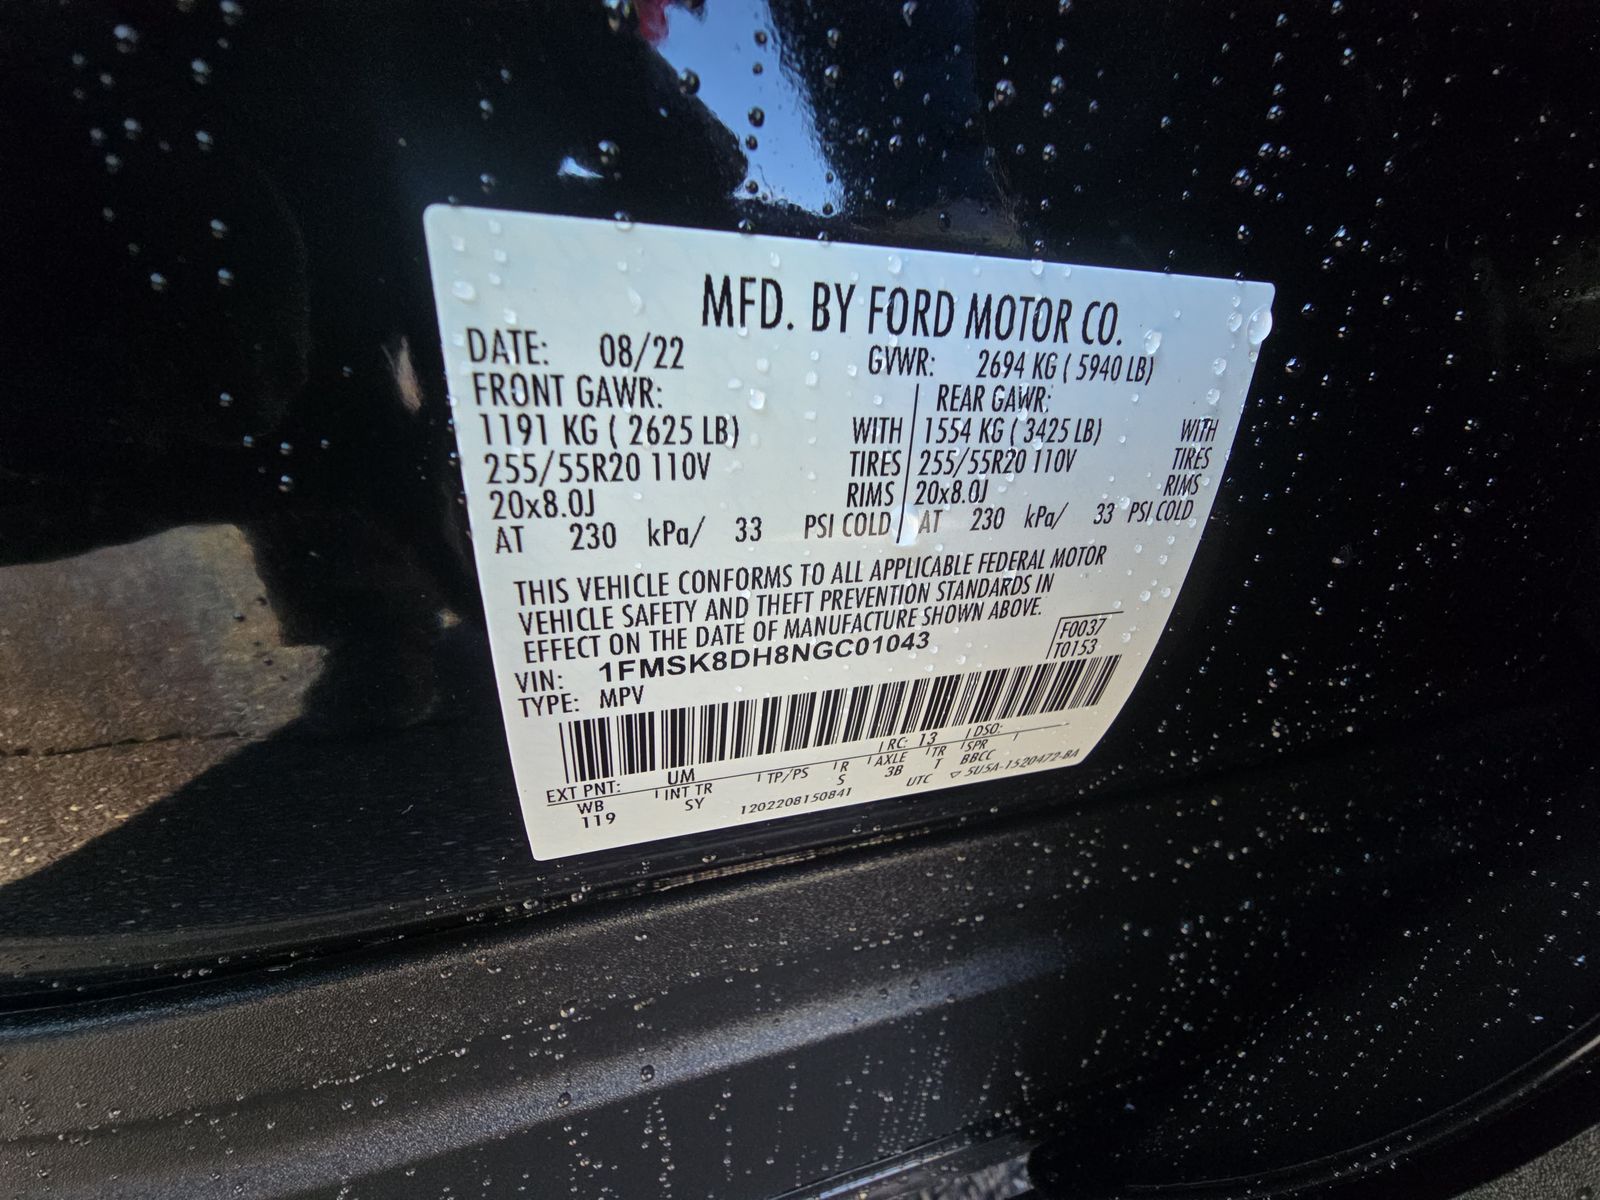 MFD. BY FORD MOTOR CO.
DATE: 08/22 GVWR: 2694 KG ( 5940 LB)
FRONT GAWR: REAR GAWR:
1191 KG ( 2625 LB) WITH 1554 KG ( 3425 LB) WITH
255/55R20 110V TIRES 255/55R20 110V TIRES
20x8.0J RIMS 20x8.0J RIMS
AT 230 kPa/ 33 PSI COLD AT 230 kPa/ 33 PSI COLD
THIS VEHICLE CONFORMS TO ALL APPLICABLE FEDERAL MOTOR
VEHICLE SAFETY AND THEFT PREVENTION STANDARDS IN
EFFECT ON THE DATE OF MANUFACTURE SHOWN ABOVE.
VIN: 1FMSK8DH8NGC01043 F0037
TYPE: MPV T0153
EXT PNT: UM RC: 13 DSO:
WB INT TR TP/PS R AXLE TR SPR
119 SY S 3B T BBCC
1202208150841 UTC ▽ 5U5A-1520472-BA